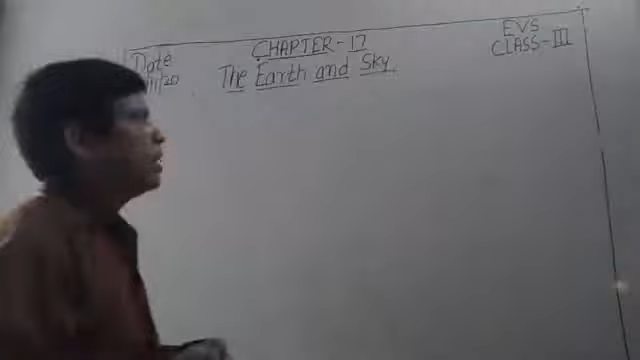 Date
CHAPTER-17
EVS
CLASS-III
The Earth and Sky